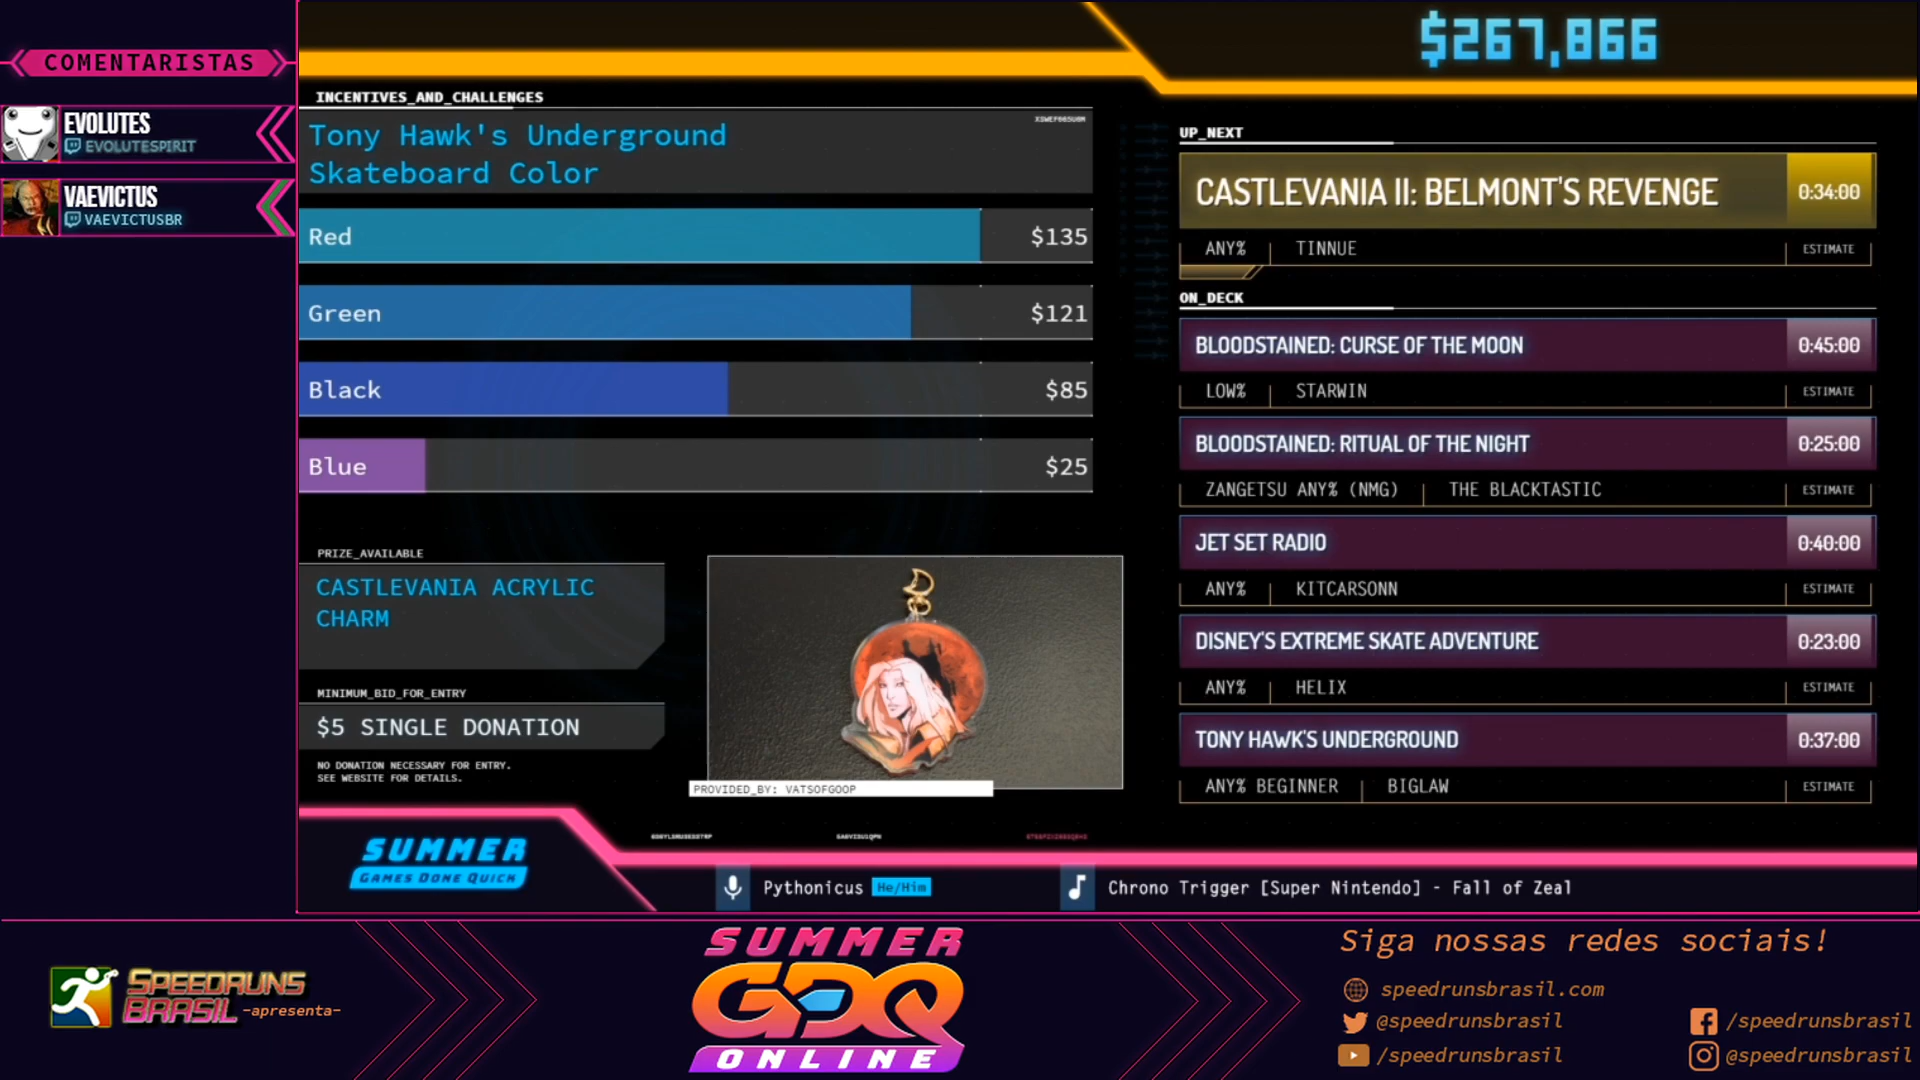 COMENTARISTAS
EVOLUTES
EVOLUTESPIRIT
VAEVICTUS
VAEVICTUSBR
$267,866
INCENTIVES_AND_CHALLENGES
Tony Hawk's Underground
Skateboard Color
Red $135
Green $121
Black $85
Blue $25
PRIZE_AVAILABLE
CASTLEVANIA ACRYLIC
CHARM
MINIMUM_BID_FOR_ENTRY
$5 SINGLE DONATION
NO DONATION NECESSARY FOR ENTRY.
SEE WEBSITE FOR DETAILS.
PROVIDED_BY: VATSOFGOOP
UP_NEXT
CASTLEVANIA II: BELMONT'S REVENGE 0:34:00
ANY% TINNUE ESTIMATE
ON_DECK
BLOODSTAINED: CURSE OF THE MOON 0:45:00
LOW% STARWIN ESTIMATE
BLOODSTAINED: RITUAL OF THE NIGHT 0:25:00
ZANGETSU ANY% (NMG) THE BLACKTASTIC ESTIMATE
JET SET RADIO 0:40:00
ANY% KITCARSONN ESTIMATE
DISNEY'S EXTREME SKATE ADVENTURE 0:23:00
ANY% HELIX ESTIMATE
TONY HAWK'S UNDERGROUND 0:37:00
ANY% BEGINNER BIGLAW ESTIMATE
SUMMER
GAMES DONE QUICK
Pythonicus He/Him
Chrono Trigger [Super Nintendo] - Fall of Zeal
SPEEDRUNS
BRASIL -apresenta-
SUMMER
GDQ
ONLINE
Siga nossas redes sociais!
speedrunsbrasil.com
@speedrunsbrasil /speedrunsbrasil
/speedrunsbrasil @speedrunsbrasil